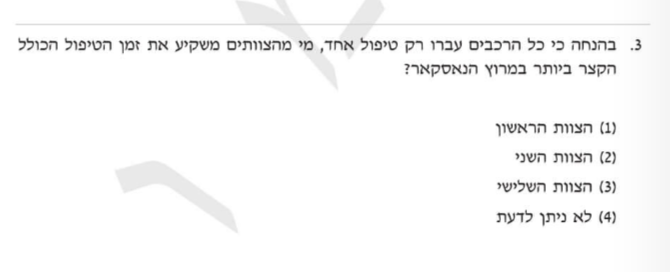 3. בהנחה כי כל הרכבים עברו רק טיפול אחד, מי מהצוותים משקיע את זמן הטיפול הכולל
הקצר ביותר במרוץ הנאסקאר?
(1) הצוות הראשון
(2) הצוות השני
(3) הצוות השלישי
(4) לא ניתן לדעת